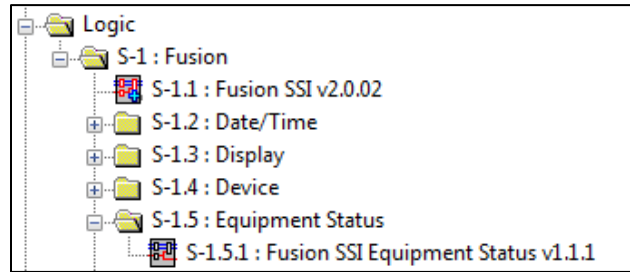 Logic
S-1 : Fusion
S-1.1 : Fusion SSI v2.0.02
S-1.2 : Date/Time
S-1.3 : Display
S-1.4 : Device
S-1.5 : Equipment Status
S-1.5.1 : Fusion SSI Equipment Status v1.1.1